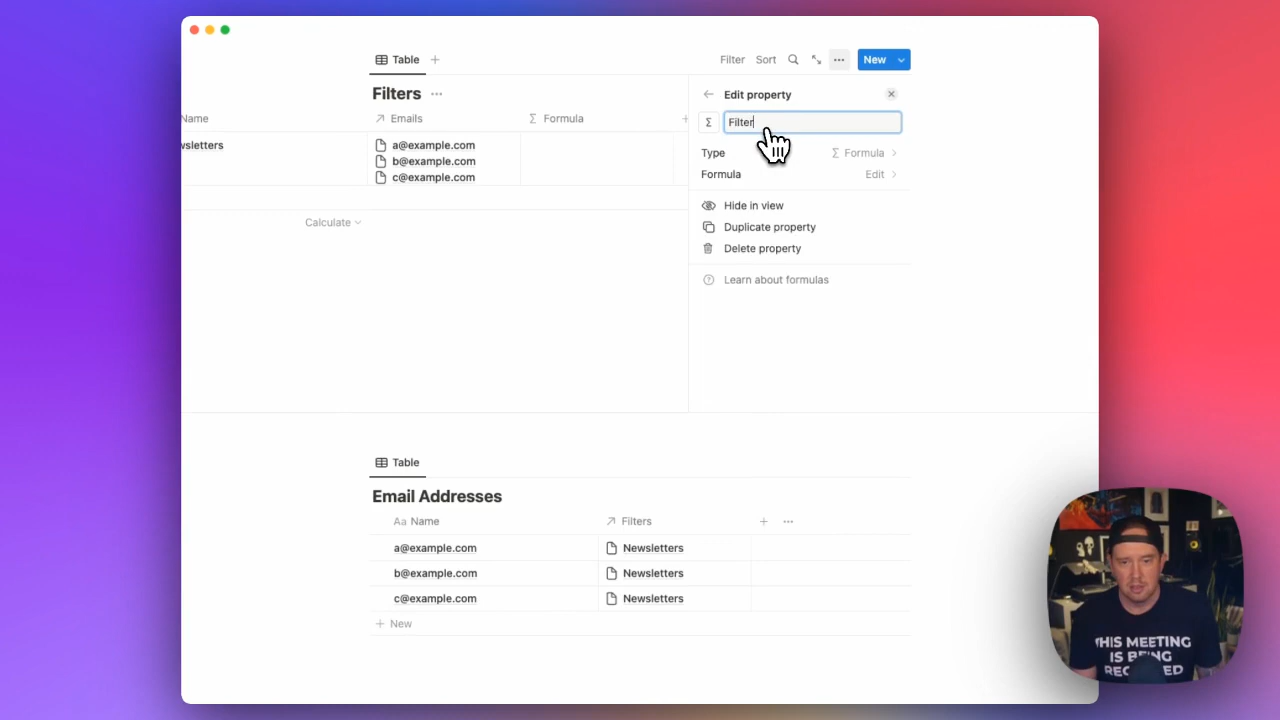 Table
Filter Sort New
Filters
Name Emails Formula
wsletters a@example.com
b@example.com
c@example.com
Calculate
Edit property
Filter
Type Formula
Formula Edit
Hide in view
Duplicate property
Delete property
Learn about formulas
Table
Email Addresses
Aa Name Filters
a@example.com Newsletters
b@example.com Newsletters
c@example.com Newsletters
New
THIS MEETING
IS BEING